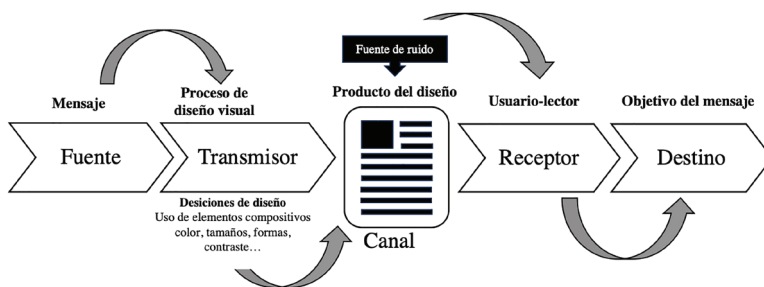 Fuente de ruido
Mensaje
Proceso de
diseño visual
Producto del diseño
Usuario-lector
Objetivo del mensaje
Fuente
Transmisor
Receptor
Destino
Desiciones de diseño
Uso de elementos compositivos
color, tamaños, formas,
contraste...
Canal